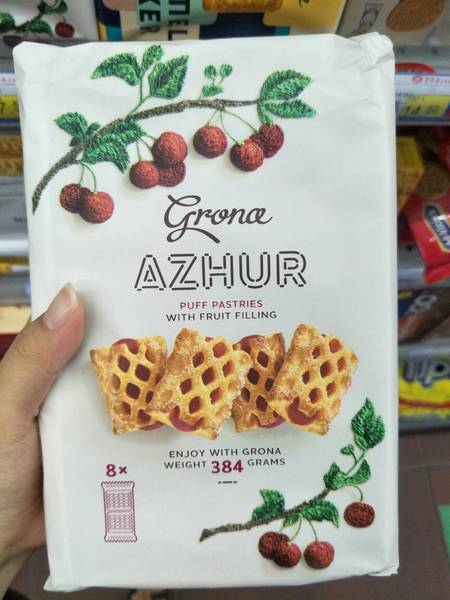 Grona
AZHUR
PUFF PASTRIES
WITH FRUIT FILLING
ENJOY WITH GRONA
WEIGHT 384 GRAMS
8×